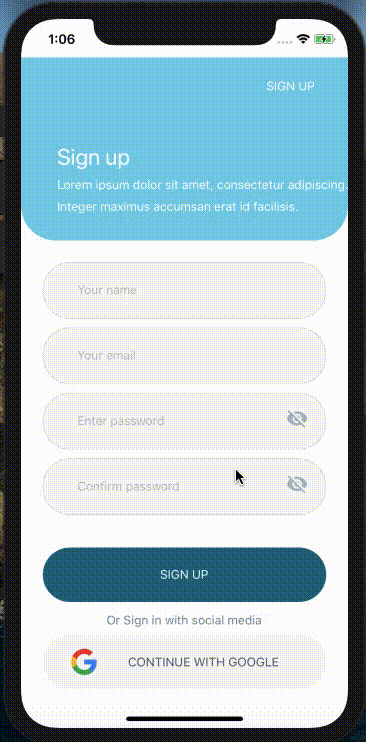 1:06
SIGN UP
Sign up
Lorem ipsum dolor sit amet, consectetur adipiscing.
Integer maximus accumsan erat id facilisis.
Your name
Your email
Enter password
Confirm password
SIGN UP
Or Sign in with social media
CONTINUE WITH GOOGLE